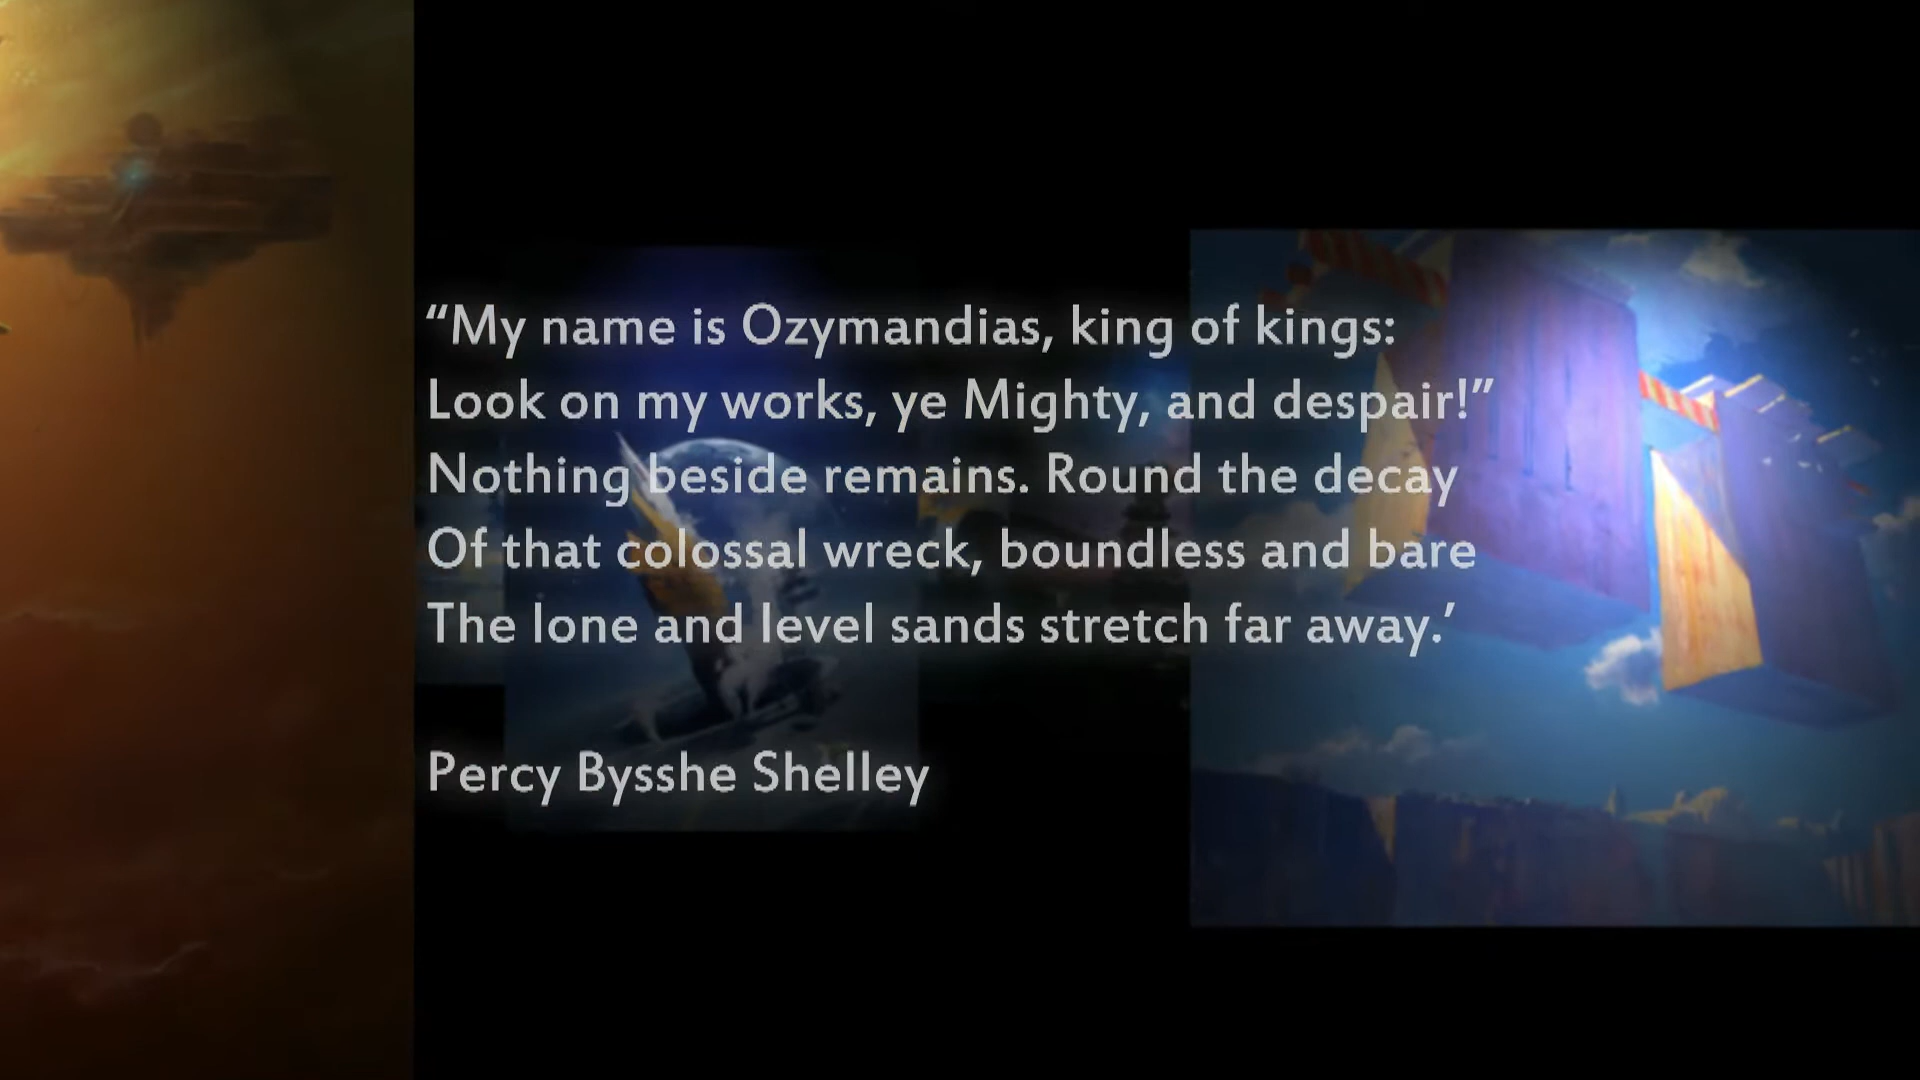 “My name is Ozymandias, king of kings:
Look on my works, ye Mighty, and despair!”
Nothing beside remains. Round the decay
Of that colossal wreck, boundless and bare
The lone and level sands stretch far away.’
Percy Bysshe Shelley